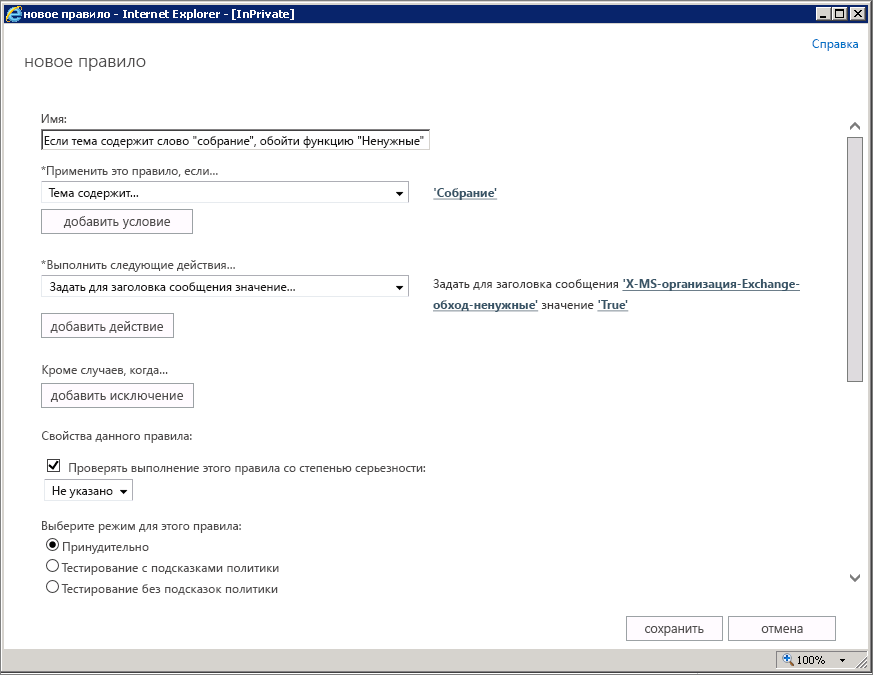 новое правило - Internet Explorer - [InPrivate]
Справка
новое правило
Имя:
Если тема содержит слово "собрание", обойти функцию "Ненужные"
*Применить это правило, если...
Тема содержит...
'Собрание'
добавить условие
*Выполнить следующие действия...
Задать для заголовка сообщения значение...
Задать для заголовка сообщения 'X-MS-организация-Exchange-
обход-ненужные' значение 'True'
добавить действие
Кроме случаев, когда...
добавить исключение
Свойства данного правила:
Проверять выполнение этого правила со степенью серьезности:
Не указано
Выберите режим для этого правила:
Принудительно
Тестирование с подсказками политики
Тестирование без подсказок политики
сохранить
отмена
100%